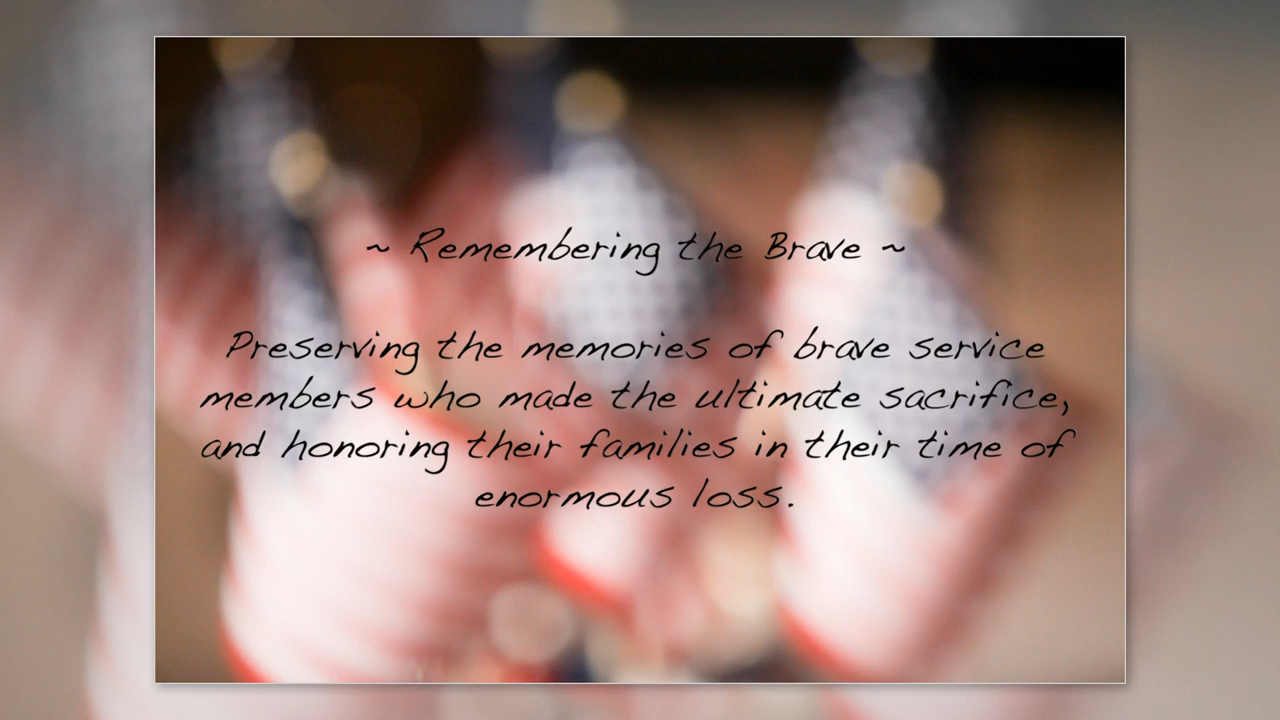 ~ Remembering the Brave ~
Preserving the memories of brave service
members who made the ultimate sacrifice,
and honoring their families in their time of
enormous loss.